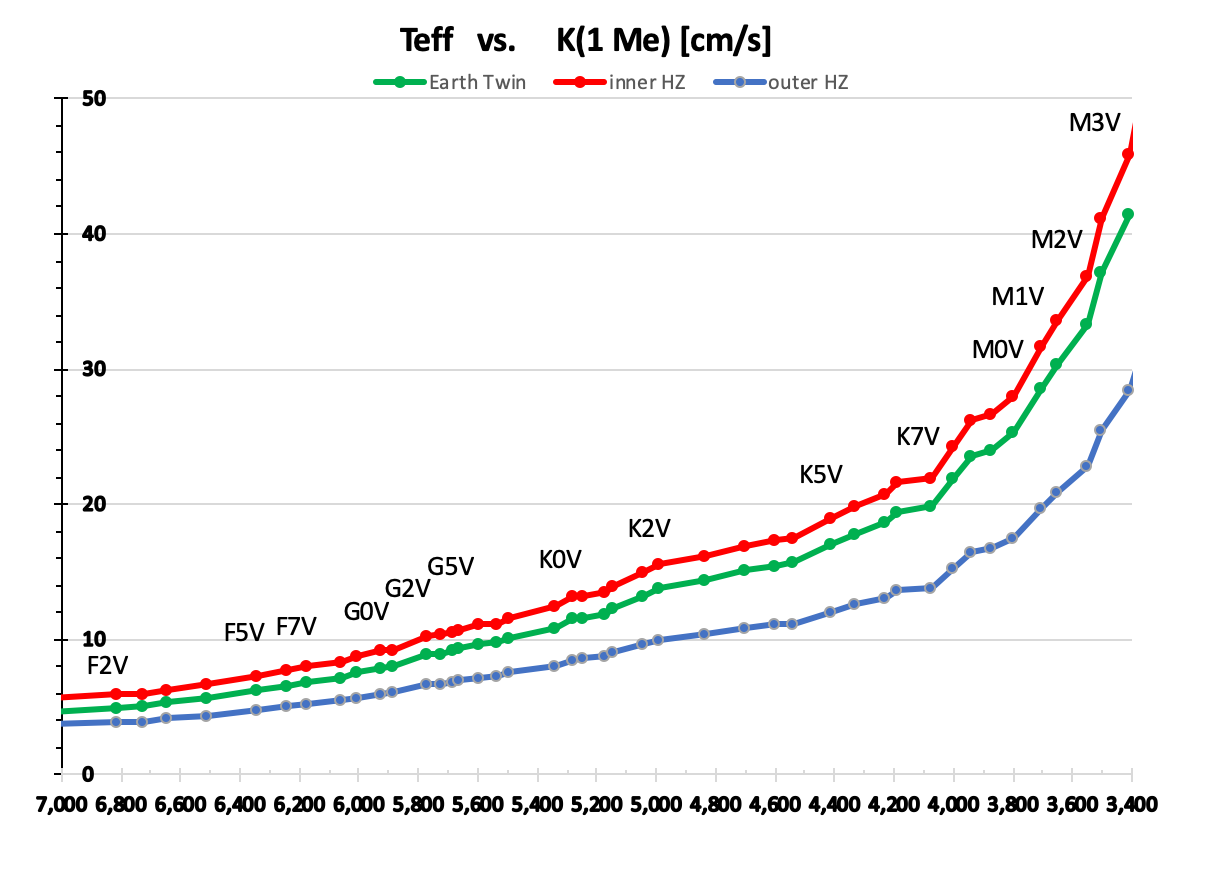 Teff vs. K(1 Me) [cm/s]
Earth Twin inner HZ outer HZ
50
M3V
40
M2V
M1V
M0V
30
K7V
K5V
20
K2V
K0V
G5V
G2V
G0V
F7V
F5V
10
F2V
0
7,000 6,800 6,600 6,400 6,200 6,000 5,800 5,600 5,400 5,200 5,000 4,800 4,600 4,400 4,200 4,000 3,800 3,600 3,400